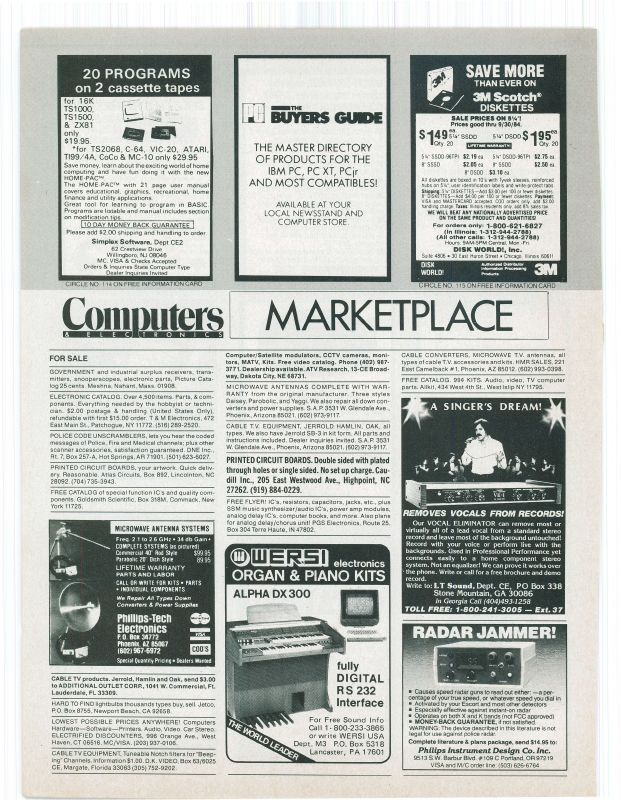 20 PROGRAMS
on 2 cassette tapes
for 16K
TS1000,
TS1500,
& ZX81
only
$19.95.
*for TS2068, C-64, VIC-20, ATARI,
TI99/4A, CoCo & MC-10 only $29.95
Save money, learn about the exciting world of home
computing and have fun doing it with the new
HOME-PAC™.
The HOME-PAC™ with 21 page user manual
covers educational, graphics, recreational, home
finance and utility applications.
Great tool for learning to program in BASIC
Programs are listable and manual includes section
on modification tips.
10 DAY MONEY BACK GUARANTEE
Please add $2.00 shipping and handling to order.
Simplex Software, Dept CE2
62 Crestview Drive
Willingboro, NJ 08046
MC, VISA & Checks Accepted
Orders & Inquiries State Computer Type
Dealer Inquiries Invited
CIRCLE NO. 114 ON FREE INFORMATION CARD
PC THE
BUYERS GUIDE
THE MASTER DIRECTORY
OF PRODUCTS FOR THE
IBM PC, PC XT, PCjr
AND MOST COMPATIBLES!
AVAILABLE AT YOUR
LOCAL NEWSSTAND AND
COMPUTER STORE.
SAVE MORE
THAN EVER ON
3M Scotch®
DISKETTES
SALE PRICES ON 5¼"!
Prices good thru 9/30/84.
$1 49 ea. 5¼" SSDD Qty. 20
5¼" DSDD $1 95 ea. Qty. 20
LIFETIME WARRANTY!
5¼" SSDD-96TPI $2.19 ea 5¼" DSDD-96TPI $2.75 ea.
8" SSSD $2.05 ea 8" SSDD $2.50 ea.
8" DSDD $3.10 ea
All diskettes are boxed in 10's with Tyvek sleeves, reinforced
hubs on 5¼", user identification labels and write-protect tabs
Shipping: 5¼" DISKETTES—Add $3.00 per 100 or fewer diskettes.
8" DISKETTES—Add $4.00 per 100 or fewer diskettes. Payment:
VISA and MASTERCARD accepted. COD orders only, add $3.00
handling charge. Taxes: Illinois residents only, add 8% sales tax
WE WILL BEAT ANY NATIONALLY ADVERTISED PRICE
ON THE SAME PRODUCT AND QUANTITIES!
For orders only: 1-800-621-6827
(In Illinois: 1-312-944-2788)
(All other calls: 1-312-944-2788)
Hours: 9AM-5PM Central, Mon.-Fri.
DISK WORLD!, Inc.
Suite 4806 • 30 East Huron Street • Chicago, Illinois 60611
DISK
WORLD!
Authorized Distributor
Information Processing
Products
3M
CIRCLE NO. 115 ON FREE INFORMATION CARD
Computers
& ELECTRONICS
MARKETPLACE
FOR SALE
GOVERNMENT and industrial surplus receivers, trans-
mitters, snooperscopes, electronic parts, Picture Cata-
log 25 cents. Meshna, Nahant, Mass. 01908.
ELECTRONIC CATALOG. Over 4,500 items. Parts, & com-
ponents. Everything needed by the hobbyist or techni-
cian. $2.00 postage & handling (United States Only),
refundable with first $15.00 order. T & M Electronics, 472
East Main St., Patchogue, NY 11772. (516) 289-2520.
POLICE CODE UNSCRAMBLERS, lets you hear the coded
messages of Police, Fire and Medical channels; plus other
scanner accessories, satisfaction guaranteed. DNE Inc.,
Rt. 7, Box 257-A, Hot Springs, AR 71901. (501) 623-6027.
PRINTED CIRCUIT BOARDS, your artwork. Quick deliv-
ery. Reasonable. Atlas Circuits, Box 892, Lincolnton, NC
28092. (704) 735-3943.
FREE CATALOG of special function IC's and quality com-
ponents. Goldsmith Scientific, Box 318M, Commack, New
York 11725.
MICROWAVE ANTENNA SYSTEMS
Freq. 2.1 to 2.6 GHz • 34 db Gain •
COMPLETE SYSTEMS (as pictured)
Commercial 40" Rod Style $99.95
Parabolic 20" Dish Style 89.95
LIFETIME WARRANTY
PARTS AND LABOR
CALL OR WRITE FOR KITS • PARTS
• INDIVIDUAL COMPONENTS
We Repair All Types Down
Converters & Power Supplies
Phillips-Tech
Electronics
P.O. Box 34772
Phoenix, AZ 85067
(602) 967-6972
VISA
COD'S
Special Quantity Pricing • Dealers Wanted
CABLE TV products. Jerrold, Hamlin and Oak, send $3.00
to ADDITIONAL OUTLET CORP., 1041 W. Commercial, Ft.
Lauderdale, FL 33309.
HARD TO FIND lightbulbs thousands types buy, sell. Jetco,
P.O. Box 8755, Newport Beach, CA 92658.
LOWEST POSSIBLE PRICES ANYWHERE! Computers
Hardware—Software—Printers. Audio, Video. Car Stereo.
ELECTRIFIED DISCOUNTERS, 996 Orange Ave., West
Haven, CT 06516. MC/VISA. (203) 937-0106.
CABLE TV EQUIPMENT, Tuneable Notch filters for "Beep-
ing" Channels. Information $1.00. D.K. VIDEO, Box 63/6025
CE, Margate, Florida 33063 (305) 752-9202.
Computer/Satellite modulators, CCTV cameras, moni-
tors, MATV, Kits. Free video catalog. Phone (402) 987-
3771. Dealership available. ATV Research, 13-CE Broad-
way, Dakota City, NE 68731.
MICROWAVE ANTENNAS COMPLETE WITH WAR-
RANTY from the original manufacturer. Three styles
Daisey, Parobolic, and Yaggi. We also repair all down con-
verters and power supplies. S.A.P. 3531 W. Glendale Ave.,
Phoenix, Arizona 85021. (602) 973-9117.
CABLE T.V. EQUIPMENT, JERROLD, HAMLIN, OAK, all
types. We also have Jerrold SB-3 in kit form. All parts and
instructions included. Dealer inquiries invited. S.A.P. 3531
W. Glendale Ave., Phoenix, Arizona 85021. (602) 973-9117.
PRINTED CIRCUIT BOARDS. Double sided with plated
through holes or single sided. No set up charge. Cau-
dill Inc., 205 East Westwood Ave., Highpoint, NC
27262. (919) 884-0229.
FREE FLYER! IC's, resistors, capacitors, jacks, etc., plus
SSM music synthesizer/audio IC's, power amp modules,
analog delay IC's, computer books, and more. Also plans
for analog delay/chorus unit! PGS Electronics, Route 25,
Box 304 Terre Haute, IN 47802.
WERSI electronics
ORGAN & PIANO KITS
ALPHA DX 300
fully
DIGITAL
RS 232
Interface
For Free Sound Info
Call 1-800-233-3865
or write WERSI USA
Dept. M3 P.O. Box 5318
Lancaster, PA 17601
THE WORLD LEADER
CABLE CONVERTERS, MICROWAVE T.V. antennas, all
types of cable T.V. accessories and kits. HMR SALES, 221
East Camelback #1, Phoenix, AZ 85012. (602) 993-0398.
FREE CATALOG. 99¢ KITS. Audio, video, TV computer
parts. Allkit, 434 West 4th St., West Islip NY 11795.
A SINGER'S DREAM!
REMOVES VOCALS FROM RECORDS!
Our VOCAL ELIMINATOR can remove most or
virtually all of a lead vocal from a standard stereo
record and leave most of the background untouched!
Record with your voice or perform live with the
backgrounds. Used in Professional Performance yet
connects easily to a home component stereo
system. Not an equalizer! We can prove it works over
the phone. Write or call for a free brochure and demo
record.
Write to: LT Sound, Dept. CE, PO Box 338
Stone Mountain, GA 30086
In Georgia Call (404)493-1258
TOLL FREE: 1-800-241-3005 — Ext. 37
RADAR JAMMER!
• Causes speed radar guns to read out either: —a per-
centage of your true speed, or whatever speed you dial in
• Activated by your Escort and most other detectors
• Especially effective against instant-on radar
• Operates on both X and K bands (not FCC approved)
• MONEY-BACK GUARANTEE, if not satisfied.
WARNING: The device described in this literature is not
legal for use against police radar.
Complete literature & plans package, send $14.95 to:
Phillips Instrument Design Co. Inc.
9513 S.W. Barbur Blvd. #109 C Portland, OR 97219
VISA and M/C order line: (503) 626-6764